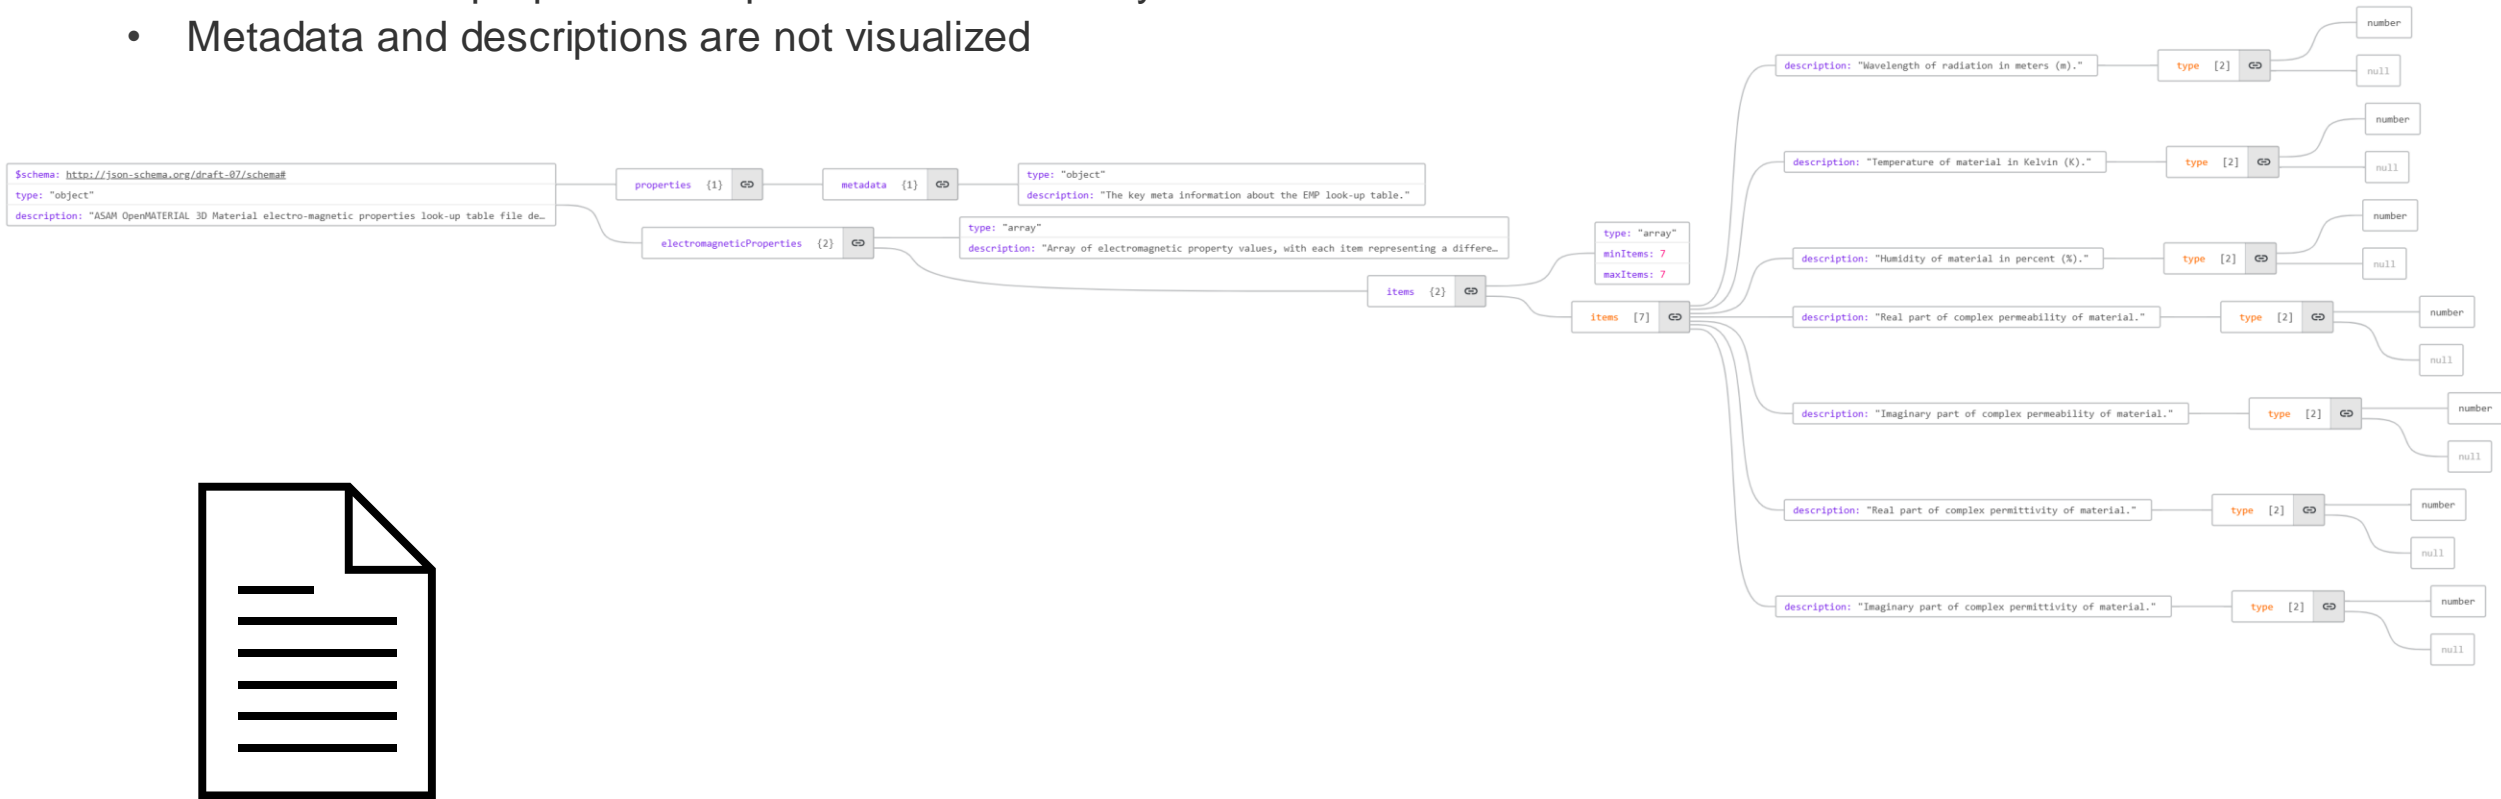 • Metadata and descriptions are not visualized
$schema: http://json-schema.org/draft-07/schema#
type: "object"
description: "ASAM OpenMATERIAL 3D Material electro-magnetic properties look-up table file de…
properties {1}
metadata {1}
type: "object"
description: "The key meta information about the EMP look-up table."
electromagneticProperties {2}
type: "array"
description: "Array of electromagnetic property values, with each item representing a differe…
items {2}
type: "array"
minItems: 7
maxItems: 7
items [7]
description: "Wavelength of radiation in meters (m)."
type [2]
number
null
description: "Temperature of material in Kelvin (K)."
type [2]
number
null
description: "Humidity of material in percent (%)."
type [2]
number
null
description: "Real part of complex permeability of material."
type [2]
number
null
description: "Imaginary part of complex permeability of material."
type [2]
number
null
description: "Real part of complex permittivity of material."
type [2]
number
null
description: "Imaginary part of complex permittivity of material."
type [2]
number
null